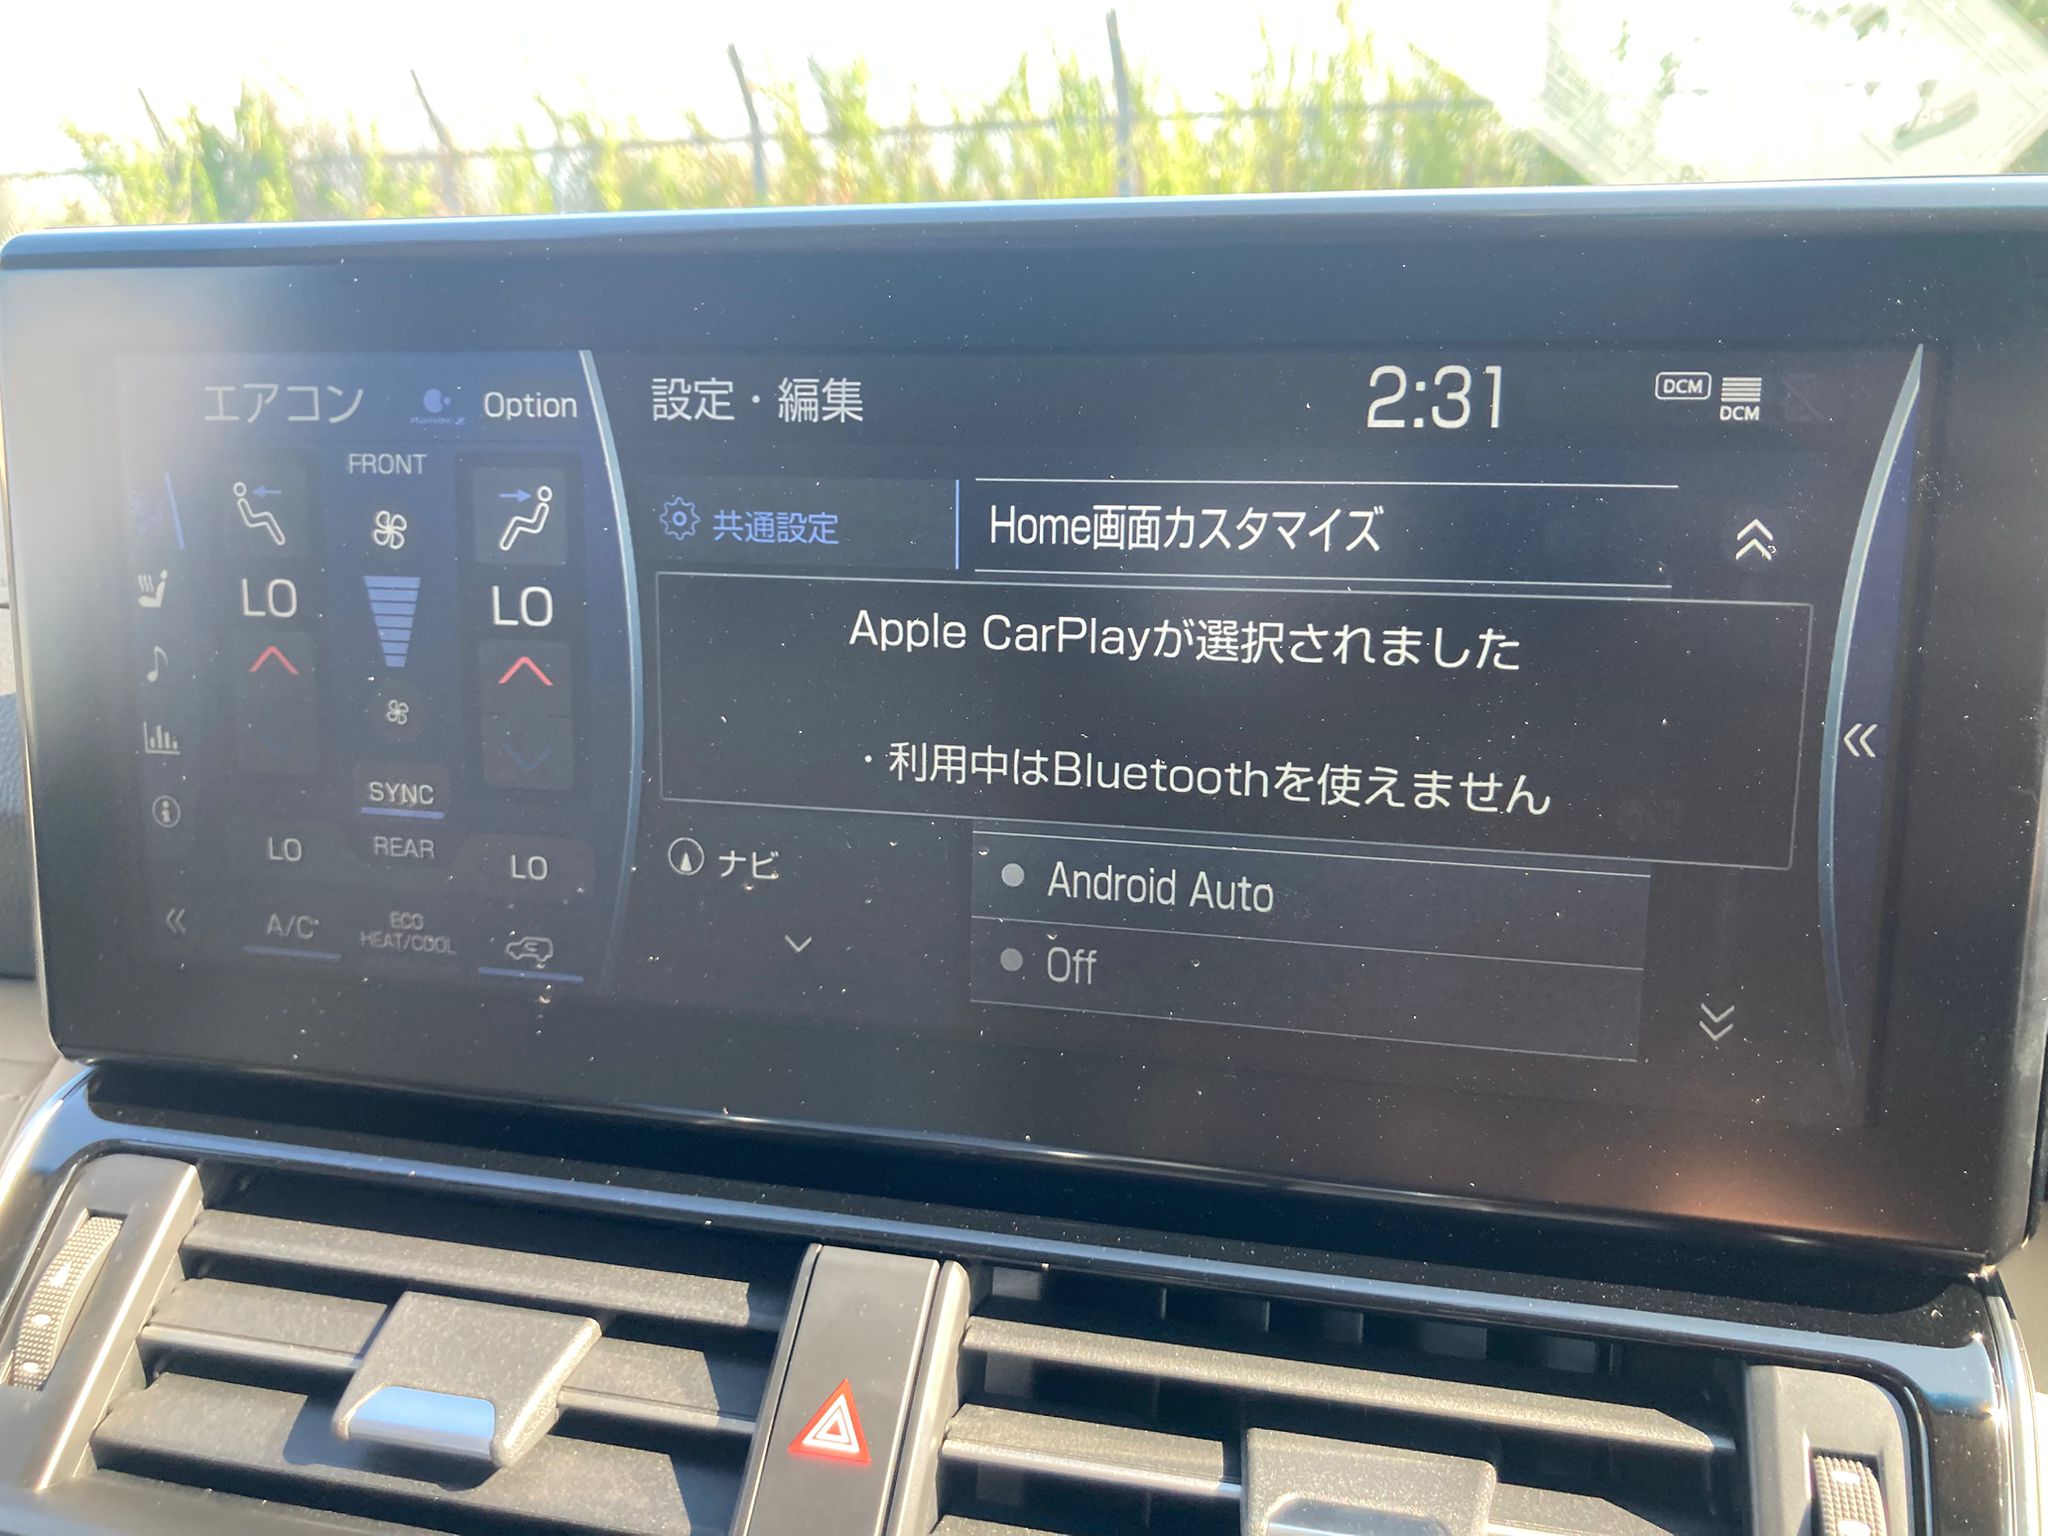 エアコン
Option
設定・編集
2:31
DCM
DCM
FRONT
共通設定
Home画面カスタマイズ
LO
LO
Apple CarPlayが選択されました
・利用中はBluetoothを使えません
SYNC
LO
REAR
LO
ナビ
Android Auto
A/C
ECO
HEAT/COOL
Off